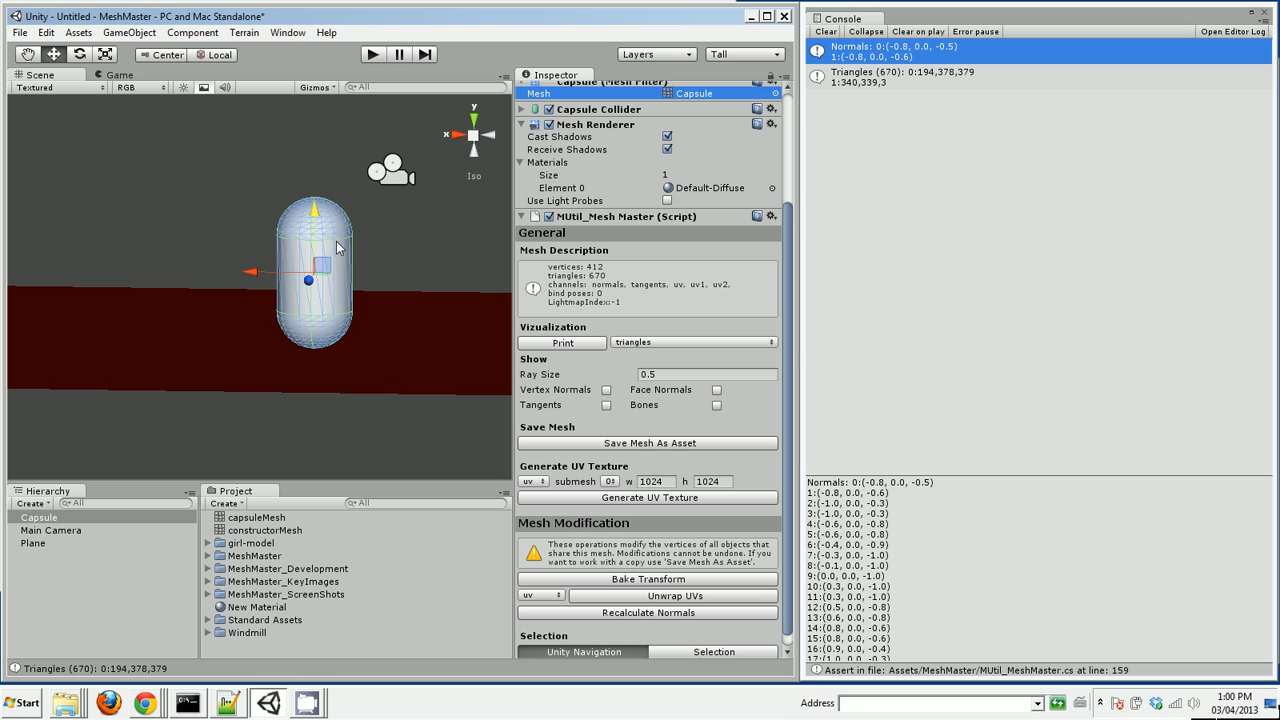 Unity - Untitled - MeshMaster - PC and Mac Standalone*
File Edit Assets GameObject Component Terrain Window Help
Center Local Layers Tall
Scene Game
Textured RGB Gizmos All
y
x
Iso
Hierarchy
Create All
Capsule
Main Camera
Plane
Project
Create All
capsuleMesh
constructorMesh
girl-model
MeshMaster
MeshMaster_Development
MeshMaster_KeyImages
MeshMaster_ScreenShots
New Material
Standard Assets
Windmill
Inspector
Capsule (Mesh Filter)
Mesh Capsule
Capsule Collider
Mesh Renderer
Cast Shadows
Receive Shadows
Materials
Size 1
Element 0 Default-Diffuse
Use Light Probes
MUtil_Mesh Master (Script)
General
Mesh Description
vertices: 412
triangles: 670
channels: normals, tangents, uv, uv1, uv2,
bind poses: 0
LightmapIndex:-1
Vizualization
Print triangles
Show
Ray Size 0.5
Vertex Normals Face Normals
Tangents Bones
Save Mesh
Save Mesh As Asset
Generate UV Texture
uv submesh 0 w 1024 h 1024
Generate UV Texture
Mesh Modification
These operations modify the vertices of all objects that
share this mesh. Modifications cannot be undone. If you
want to work with a copy use 'Save Mesh As Asset'.
Bake Transform
uv Unwrap UVs
Recalculate Normals
Selection
Unity Navigation Selection
Triangles (670): 0:194,378,379
Console
Clear Collapse Clear on play Error pause Open Editor Log
Normals: 0:(-0.8, 0.0, -0.5)
1:(-0.8, 0.0, -0.6)
Triangles (670): 0:194,378,379
1:340,339,3
Normals: 0:(-0.8, 0.0, -0.5)
1:(-0.8, 0.0, -0.6)
2:(-1.0, 0.0, -0.3)
3:(-1.0, 0.0, -0.3)
4:(-0.6, 0.0, -0.8)
5:(-0.6, 0.0, -0.8)
6:(-0.4, 0.0, -0.9)
7:(-0.3, 0.0, -1.0)
8:(-0.1, 0.0, -1.0)
9:(0.0, 0.0, -1.0)
10:(0.3, 0.0, -1.0)
11:(0.3, 0.0, -1.0)
12:(0.5, 0.0, -0.8)
13:(0.6, 0.0, -0.8)
14:(0.8, 0.0, -0.6)
15:(0.8, 0.0, -0.6)
16:(0.9, 0.0, -0.4)
17:(1.0, 0.0, -0.3)
Assert in file: Assets/MeshMaster/MUtil_MeshMaster.cs at line: 159
Start Address 1:00 PM
03/04/2013